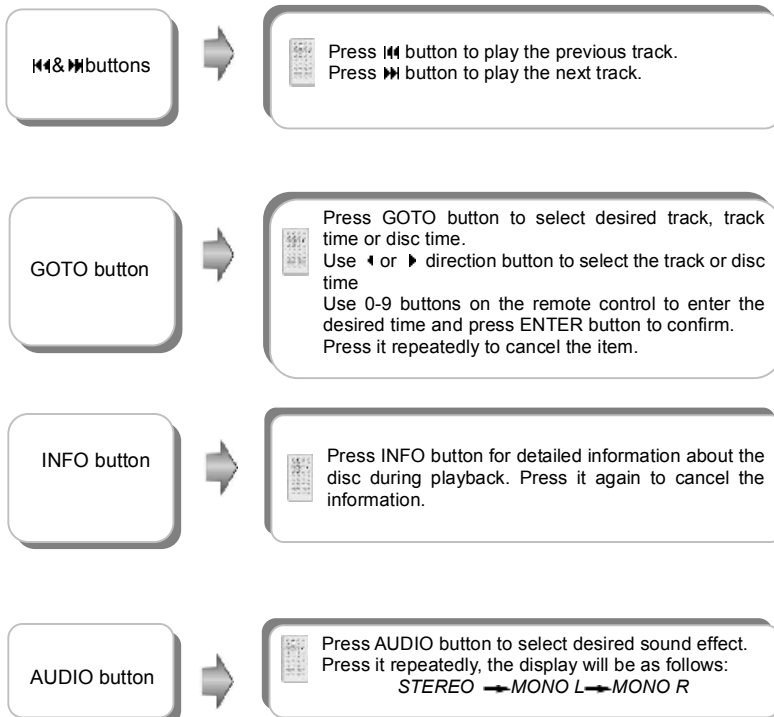 ⏮&⏭buttons
Press ⏮ button to play the previous track.
Press ⏭ button to play the next track.
GOTO button
Press GOTO button to select desired track, track
time or disc time.
Use ◀ or ▶ direction button to select the track or disc
time
Use 0-9 buttons on the remote control to enter the
desired time and press ENTER button to confirm.
Press it repeatedly to cancel the item.
INFO button
Press INFO button for detailed information about the
disc during playback. Press it again to cancel the
information.
AUDIO button
Press AUDIO button to select desired sound effect.
Press it repeatedly, the display will be as follows:
STEREO ➝MONO L➝MONO R